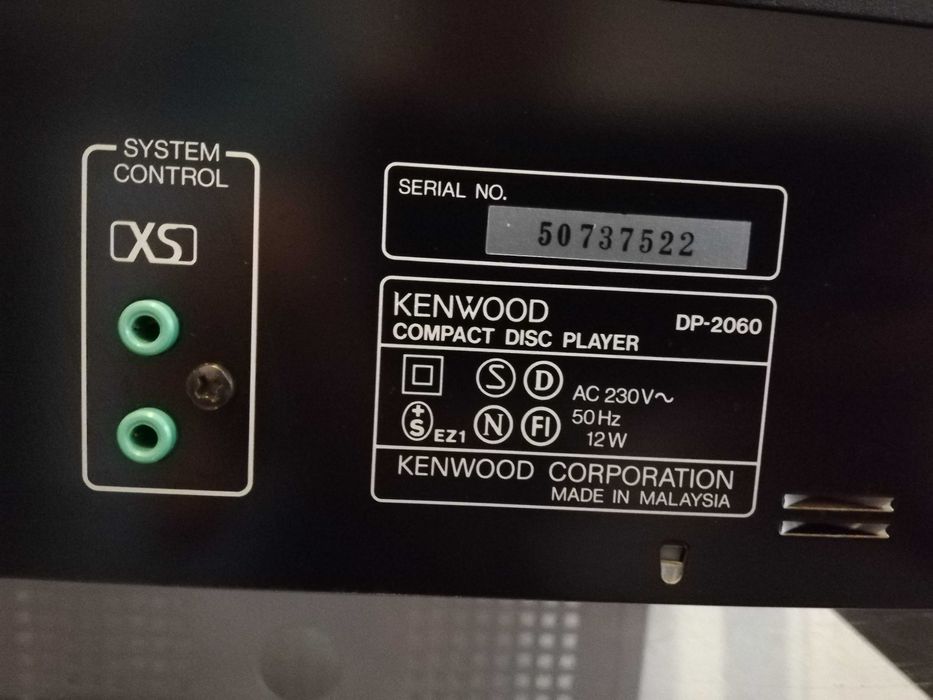 SYSTEM
CONTROL
XS
SERIAL NO.
50737522
KENWOOD
COMPACT DISC PLAYER
DP-2060
S D
AC 230V~
+S EZ1 N FI
50Hz
12W
KENWOOD CORPORATION
MADE IN MALAYSIA